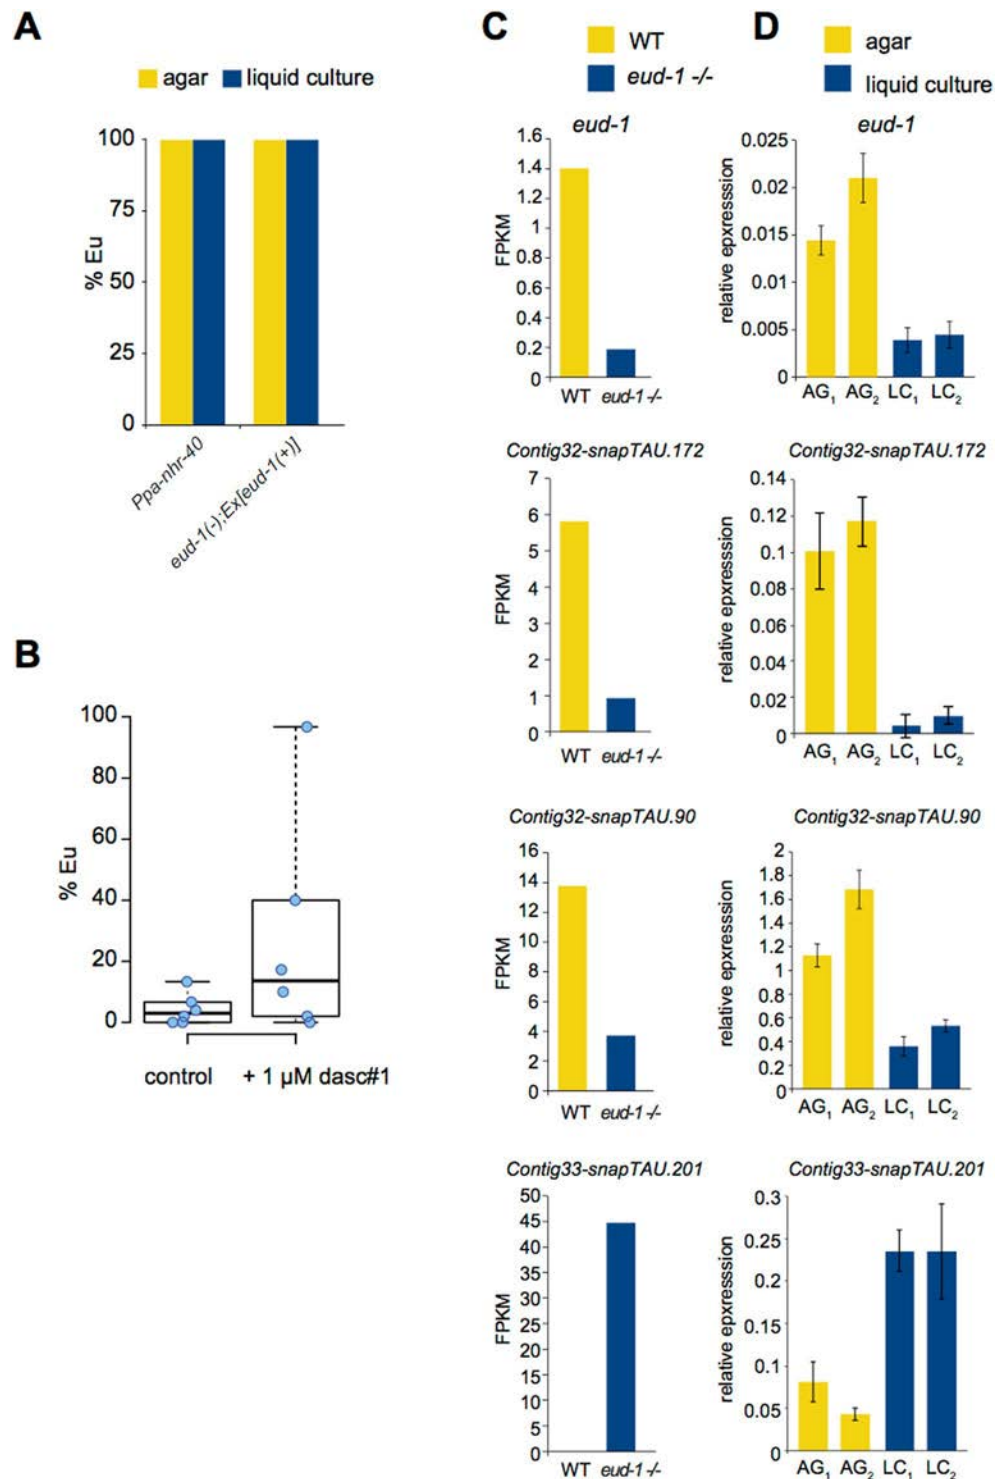 A
agar
liquid culture
100
75
50
25
0
% Eu
Ppa-nhr-40
eud-1(-);Ex[eud-1(+)]
B
100
80
60
40
20
0
% Eu
control
+ 1 µM dasc#1
C
WT
eud-1 -/-
eud-1
1.6
1.4
1.2
1
0.8
0.6
0.4
0.2
0
FPKM
WT eud-1 -/-
Contig32-snapTAU.172
7
6
5
4
3
2
1
0
FPKM
WT eud-1 -/-
Contig32-snapTAU.90
16
14
12
10
8
6
4
2
0
FPKM
WT eud-1 -/-
Contig33-snapTAU.201
50
45
40
35
30
25
20
15
10
5
0
FPKM
WT eud-1 -/-
D
agar
liquid culture
eud-1
0.025
0.02
0.015
0.01
0.005
0
relative epxresssion
AG₁ AG₂ LC₁ LC₂
Contig32-snapTAU.172
0.14
0.12
0.1
0.08
0.06
0.04
0.02
0
relative epxresssion
AG₁ AG₂ LC₁ LC₂
Contig32-snapTAU.90
2
1.8
1.6
1.4
1.2
1
0.8
0.6
0.4
0.2
0
relative epxresssion
AG₁ AG₂ LC₁ LC₂
Contig33-snapTAU.201
0.3
0.25
0.2
0.15
0.1
0.05
0
relative epxresssion
AG₁ AG₂ LC₁ LC₂